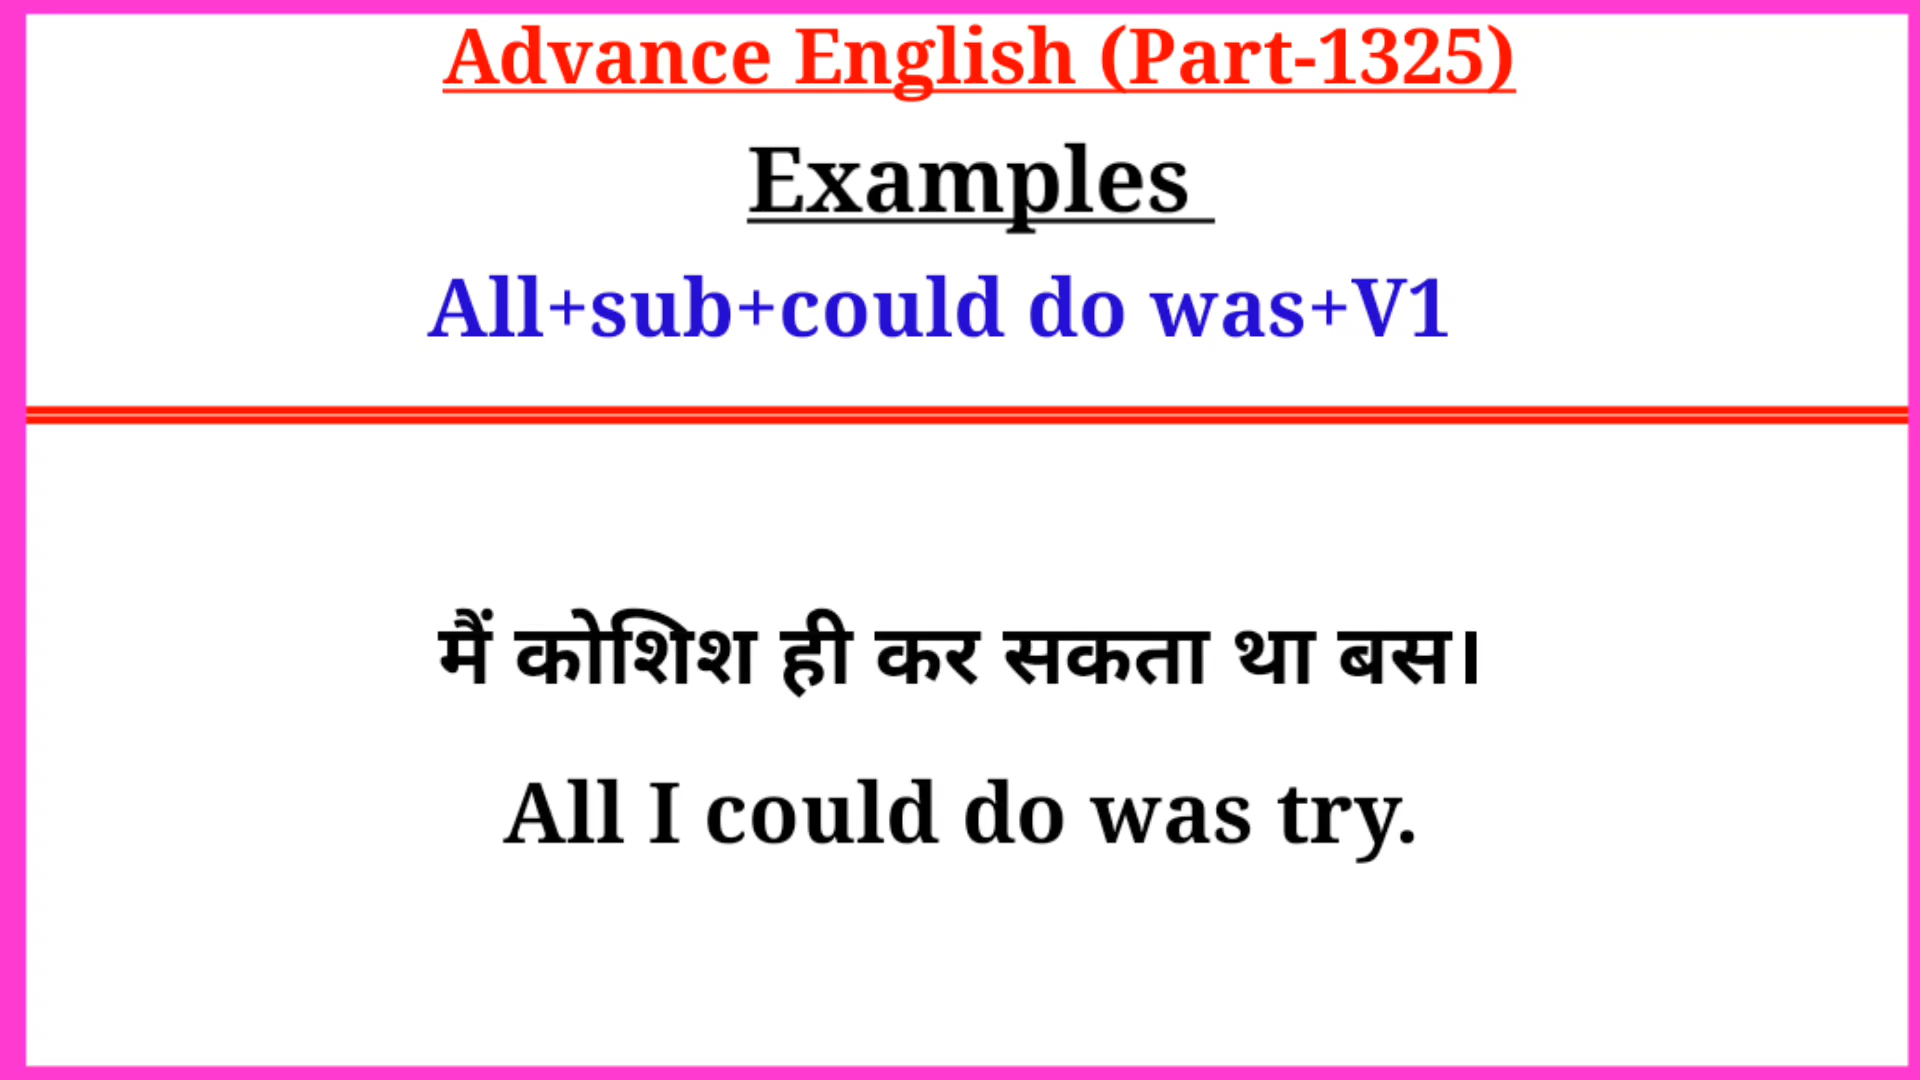 Advance English (Part-1325)
Examples
All+sub+could do was+V1
मैं कोशिश ही कर सकता था बस।
All I could do was try.